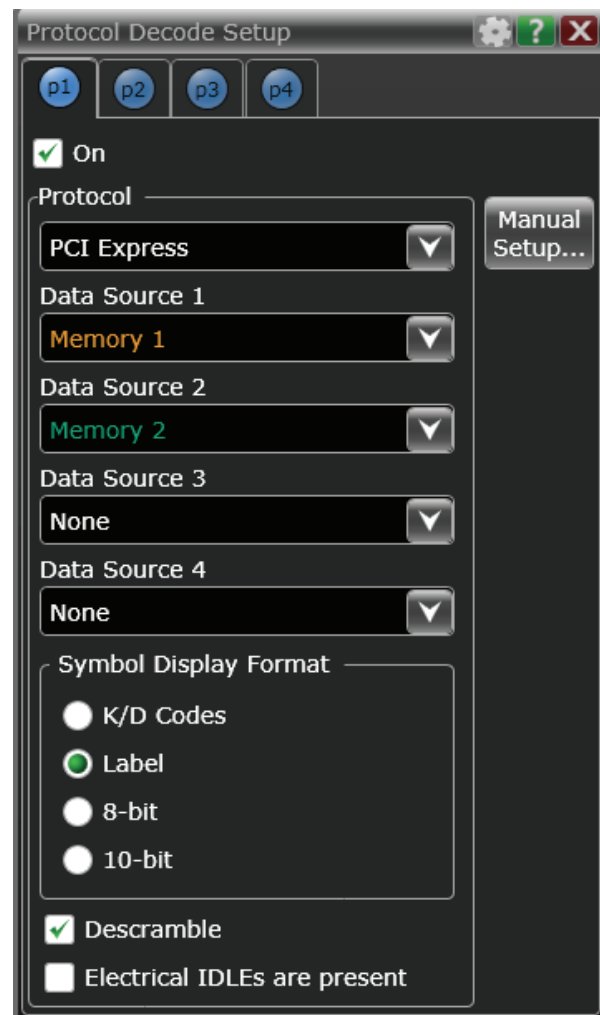 Protocol Decode Setup ?
p1 p2 p3 p4
On
Protocol
Manual
Setup...
PCI Express
Data Source 1
Memory 1
Data Source 2
Memory 2
Data Source 3
None
Data Source 4
None
Symbol Display Format
K/D Codes
Label
8-bit
10-bit
Descramble
Electrical IDLEs are present